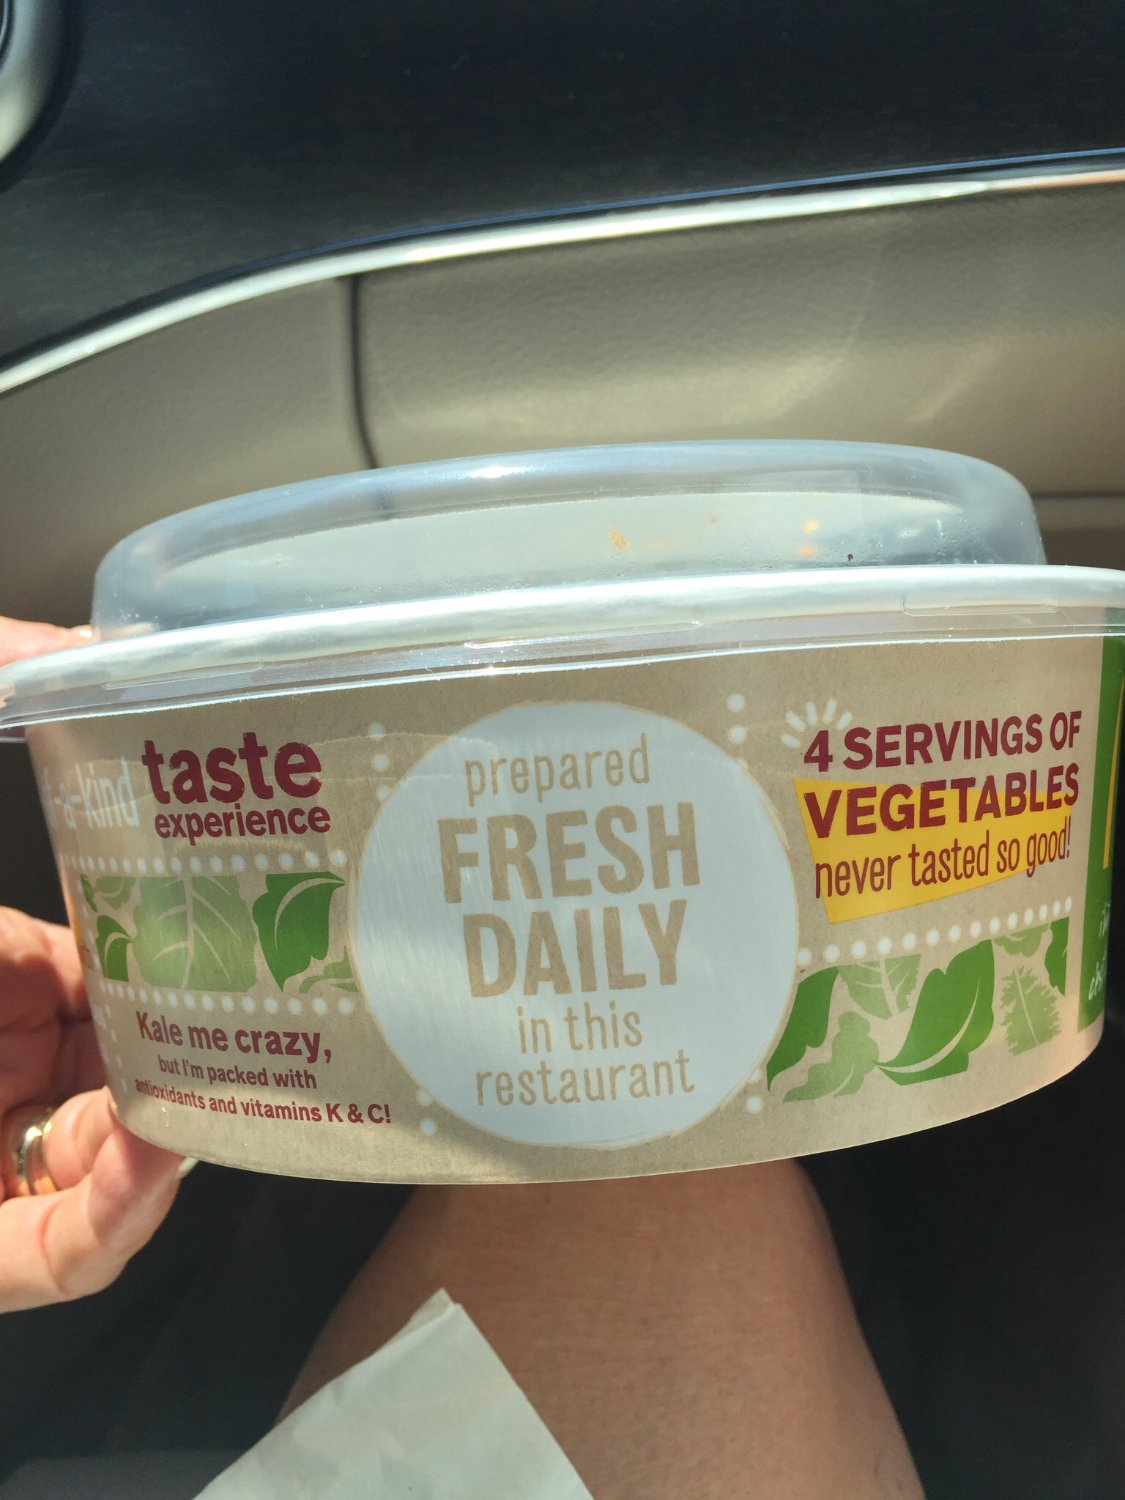 taste
experience
Kale me crazy,
but I'm packed with
antioxidants and vitamins K & C!
prepared
FRESH
DAILY
in this
restaurant
4 SERVINGS OF
VEGETABLES
never tasted so good!